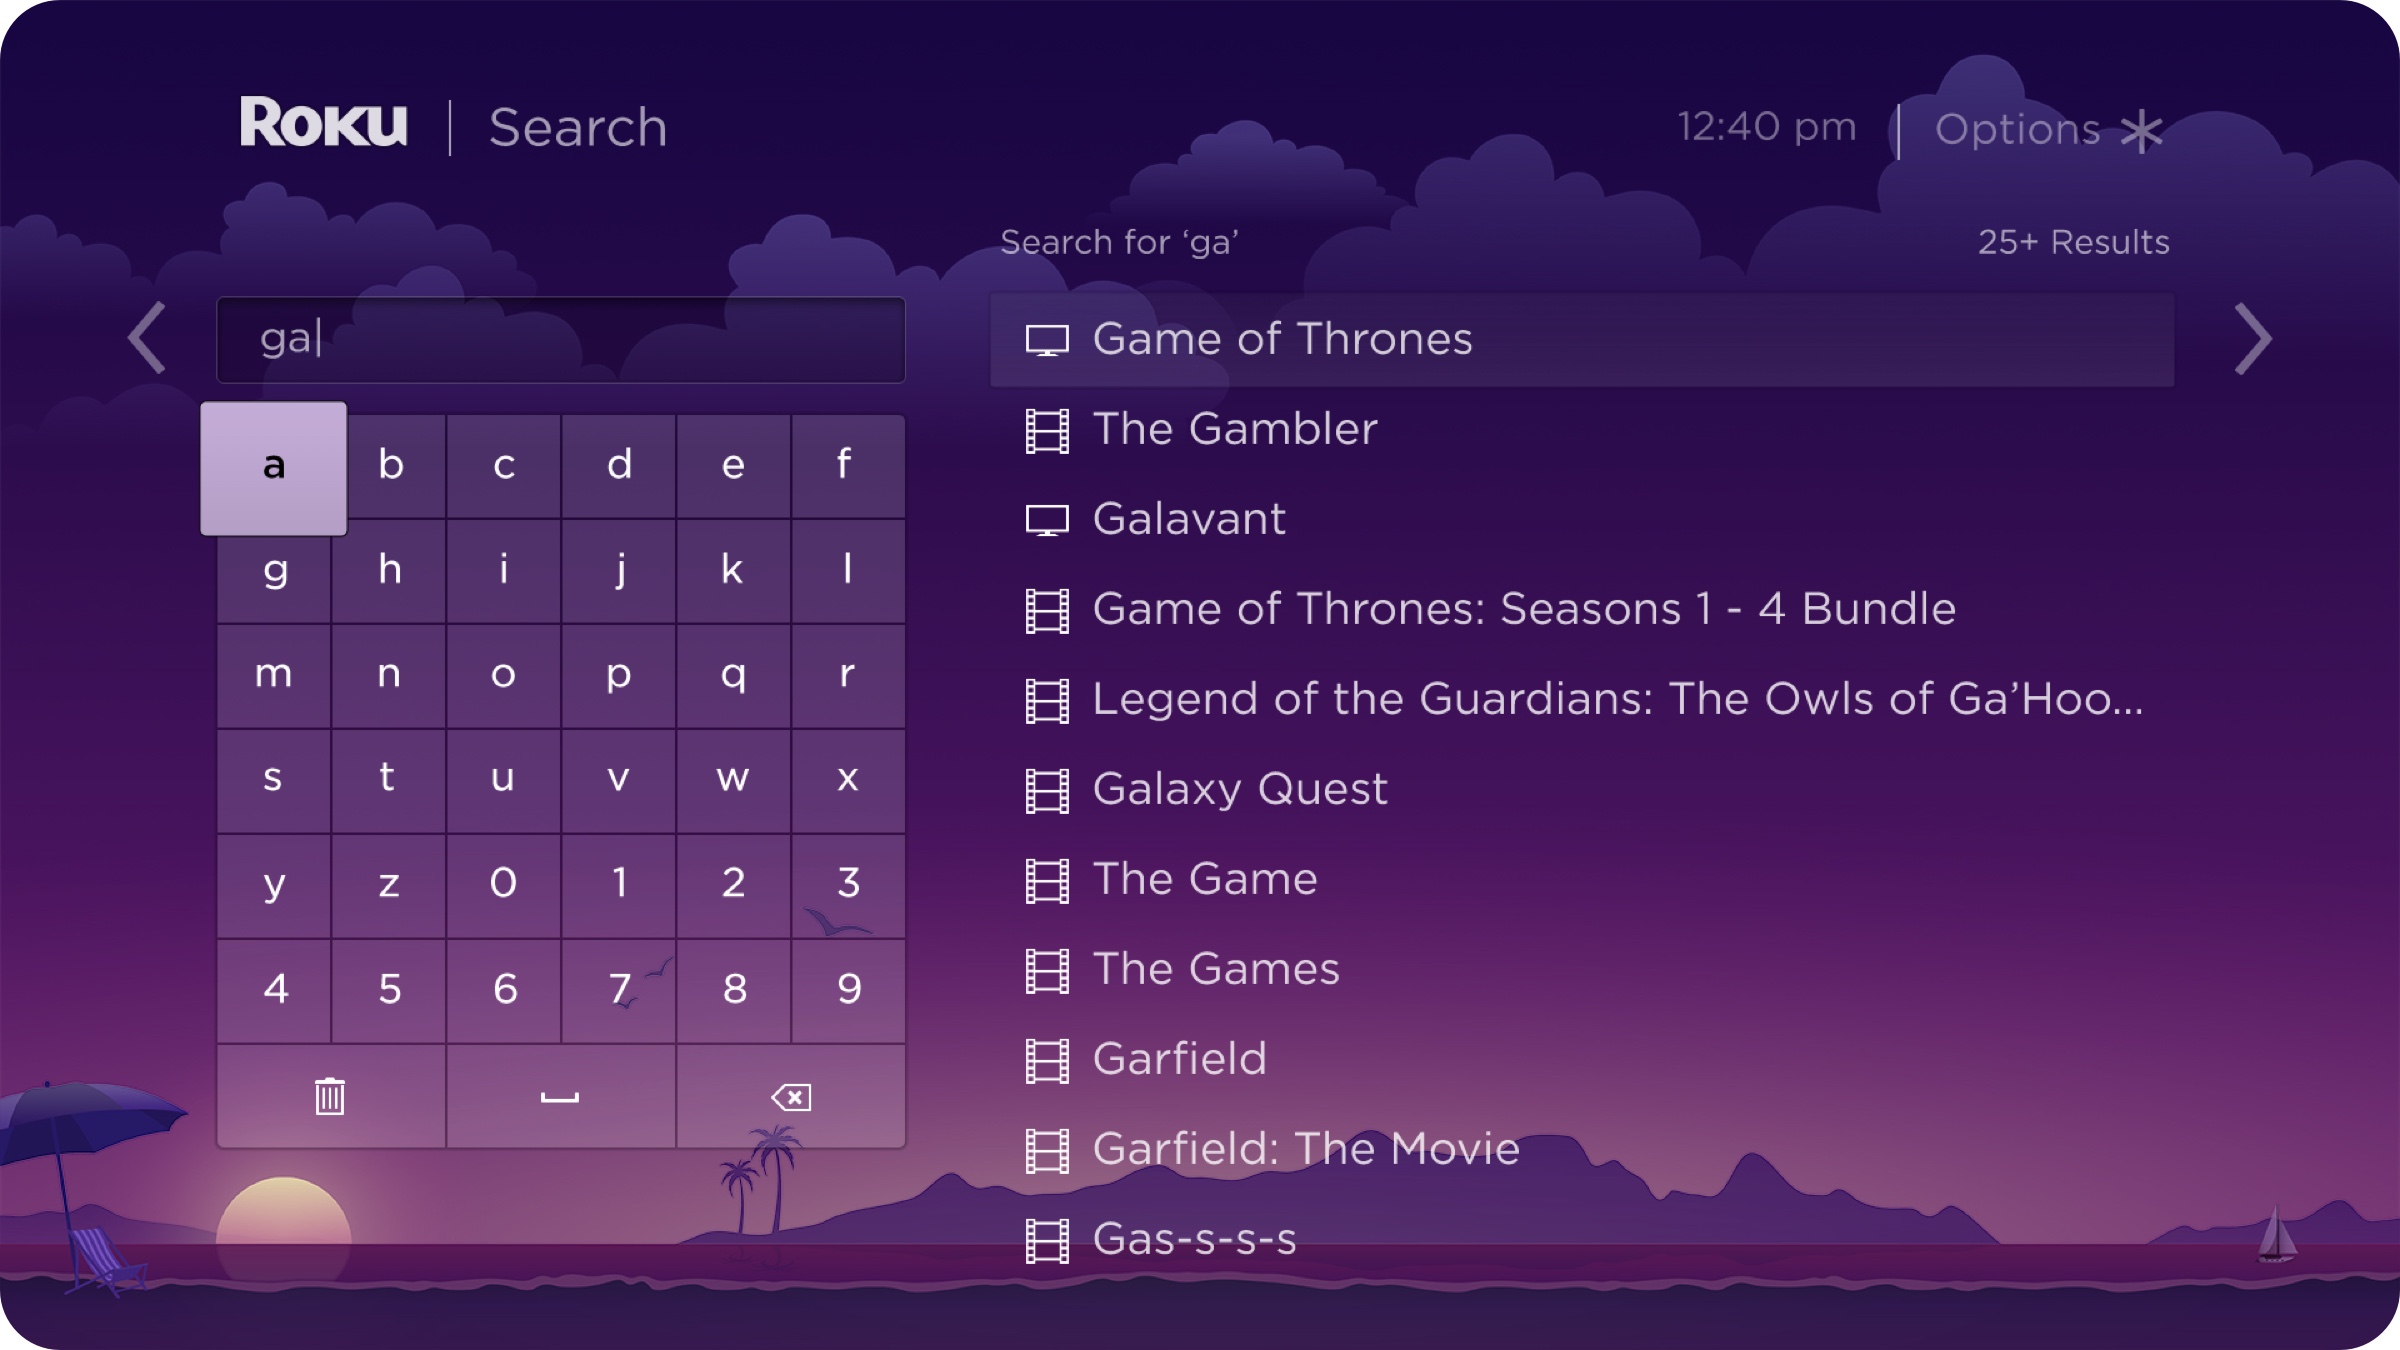 Roku | Search
12:40 pm | Options
Search for ‘ga’
25+ Results
ga
a b c d e f
g h i j k l
m n o p q r
s t u v w x
y z 0 1 2 3
4 5 6 7 8 9
Game of Thrones
The Gambler
Galavant
Game of Thrones: Seasons 1 - 4 Bundle
Legend of the Guardians: The Owls of Ga’Hoo...
Galaxy Quest
The Game
The Games
Garfield
Garfield: The Movie
Gas-s-s-s